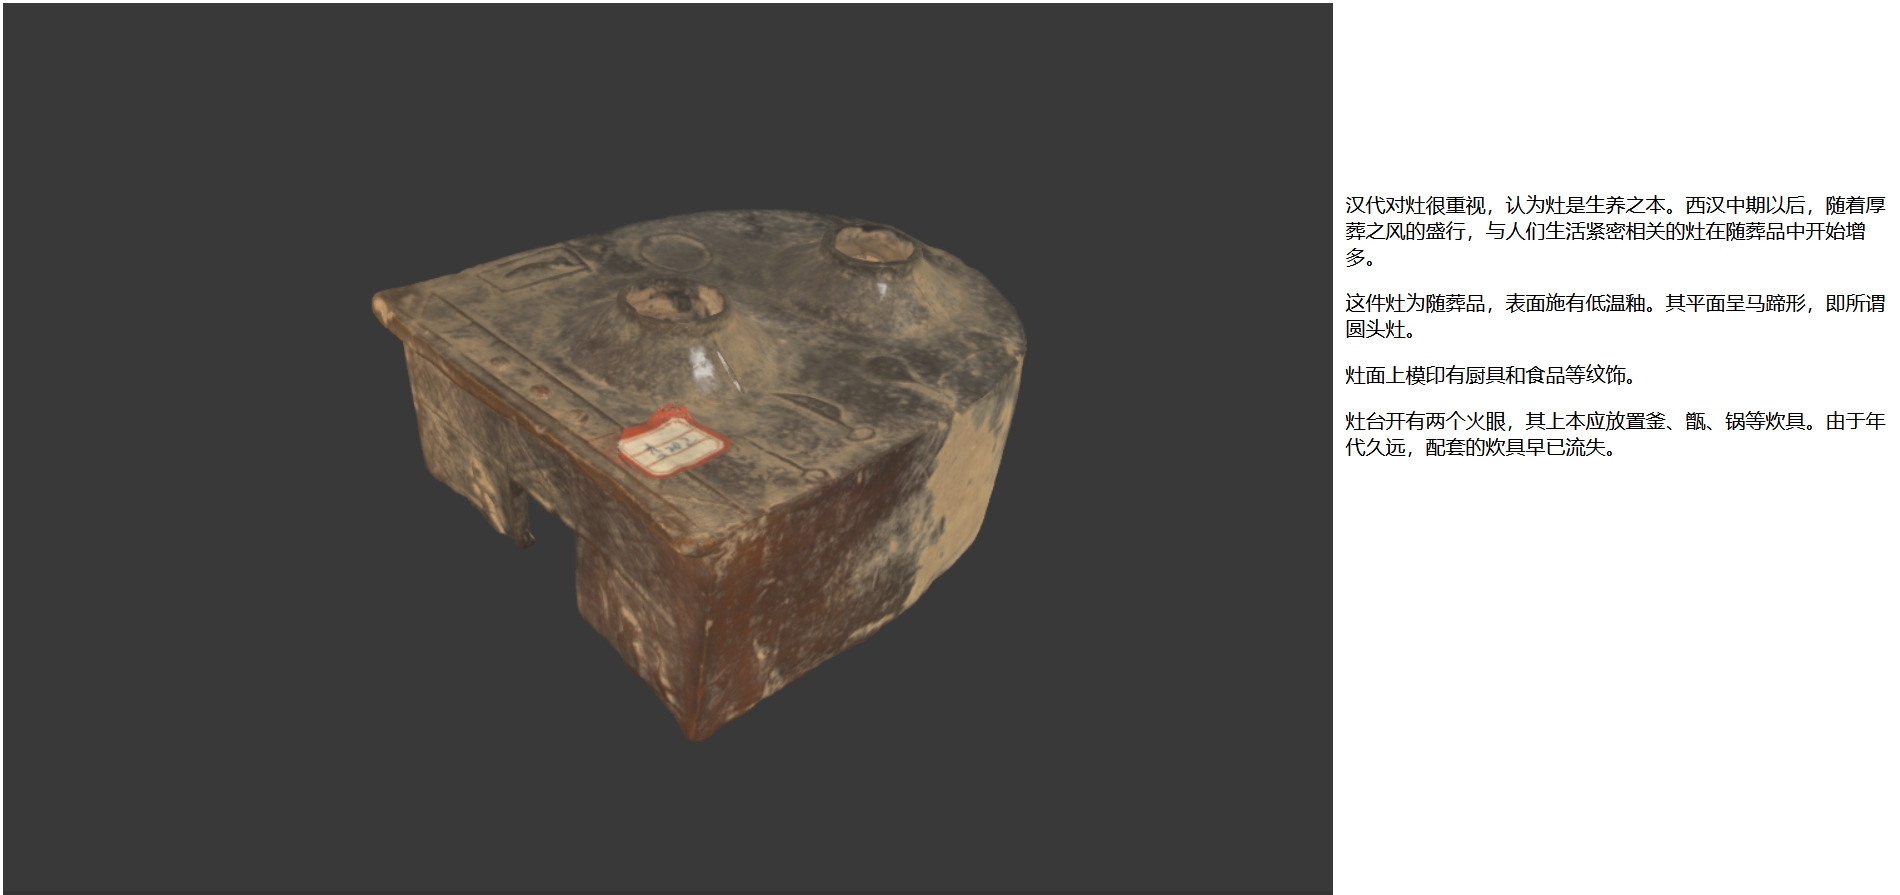 汉代对灶很重视，认为灶是生养之本。西汉中期以后，随着厚
葬之风的盛行，与人们生活紧密相关的灶在随葬品中开始增
多。
这件灶为随葬品，表面施有低温釉。其平面呈马蹄形，即所谓
圆头灶。
灶面上模印有厨具和食品等纹饰。
灶台开有两个火眼，其上本应放置釜、甑、锅等炊具。由于年
代久远，配套的炊具早已流失。